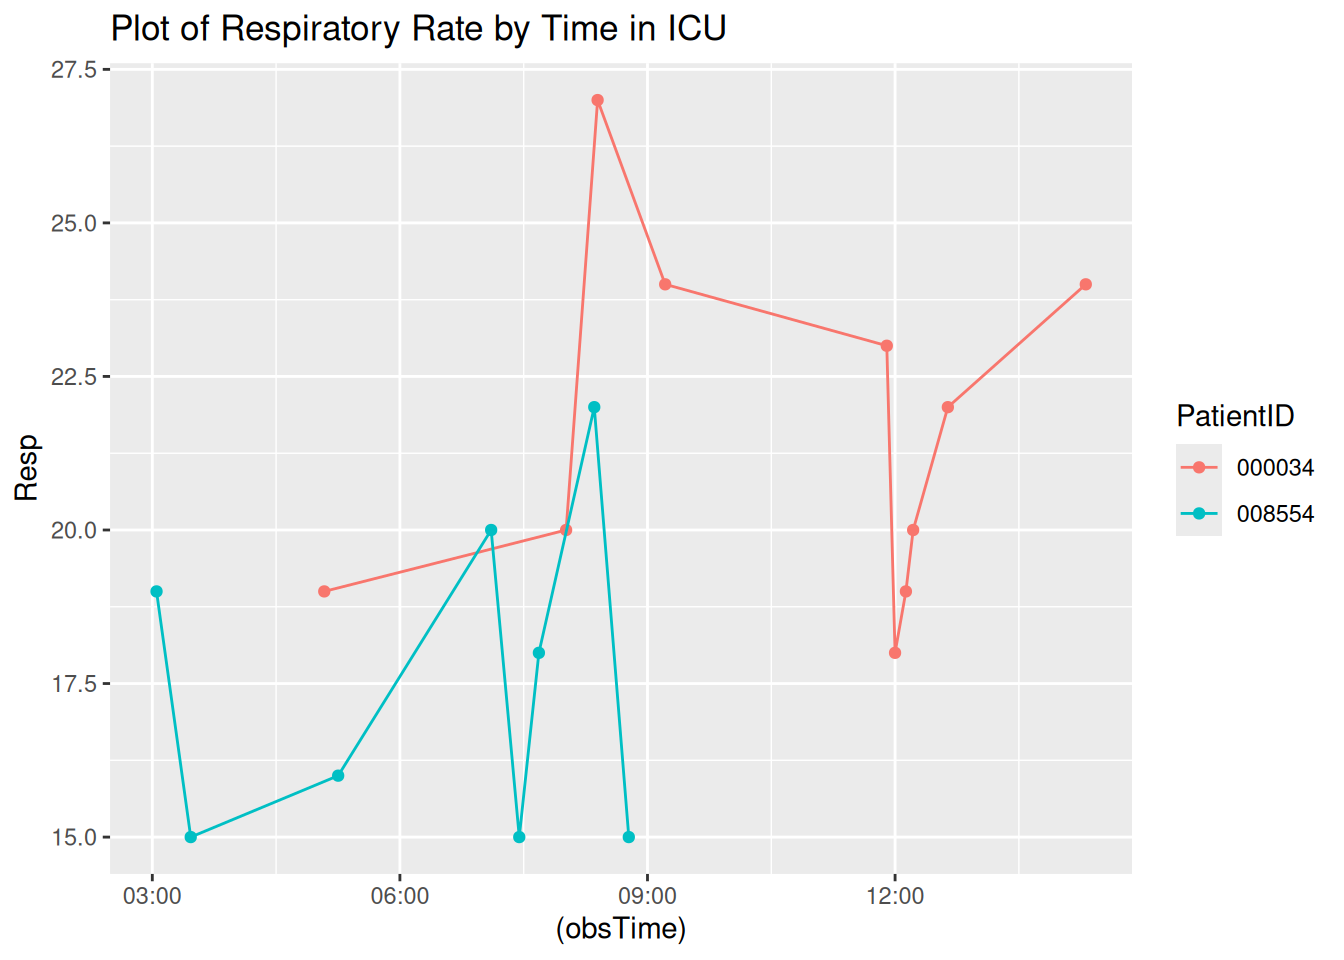 Plot of Respiratory Rate by Time in ICU
27.5
25.0
22.5
20.0
17.5
15.0
Resp
03:00 06:00 09:00 12:00
(obsTime)
PatientID
000034
008554